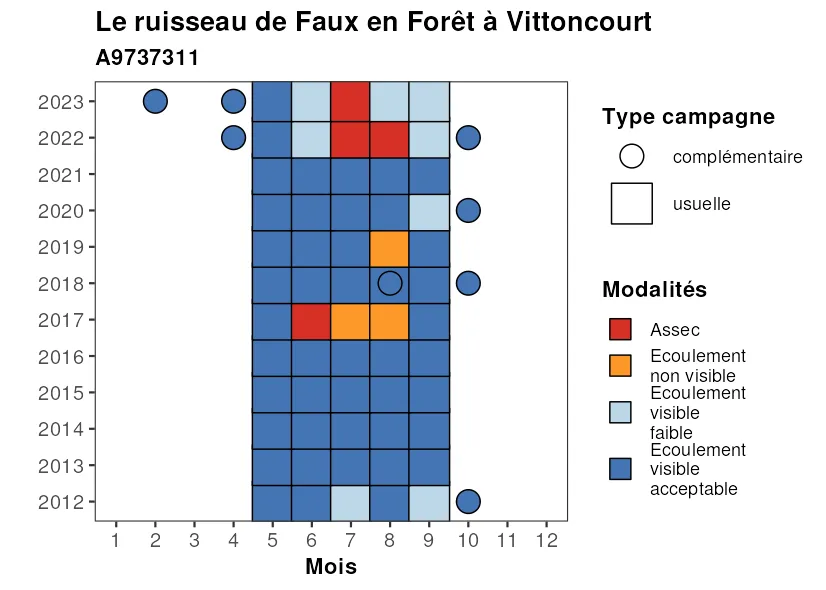 Le ruisseau de Faux en Forêt à Vittoncourt
A9737311
2023
2022
2021
2020
2019
2018
2017
2016
2015
2014
2013
2012
1 2 3 4 5 6 7 8 9 10 11 12
Mois
Type campagne
complémentaire
usuelle
Modalités
Assec
Ecoulement
non visible
Ecoulement
visible
faible
Ecoulement
visible
acceptable